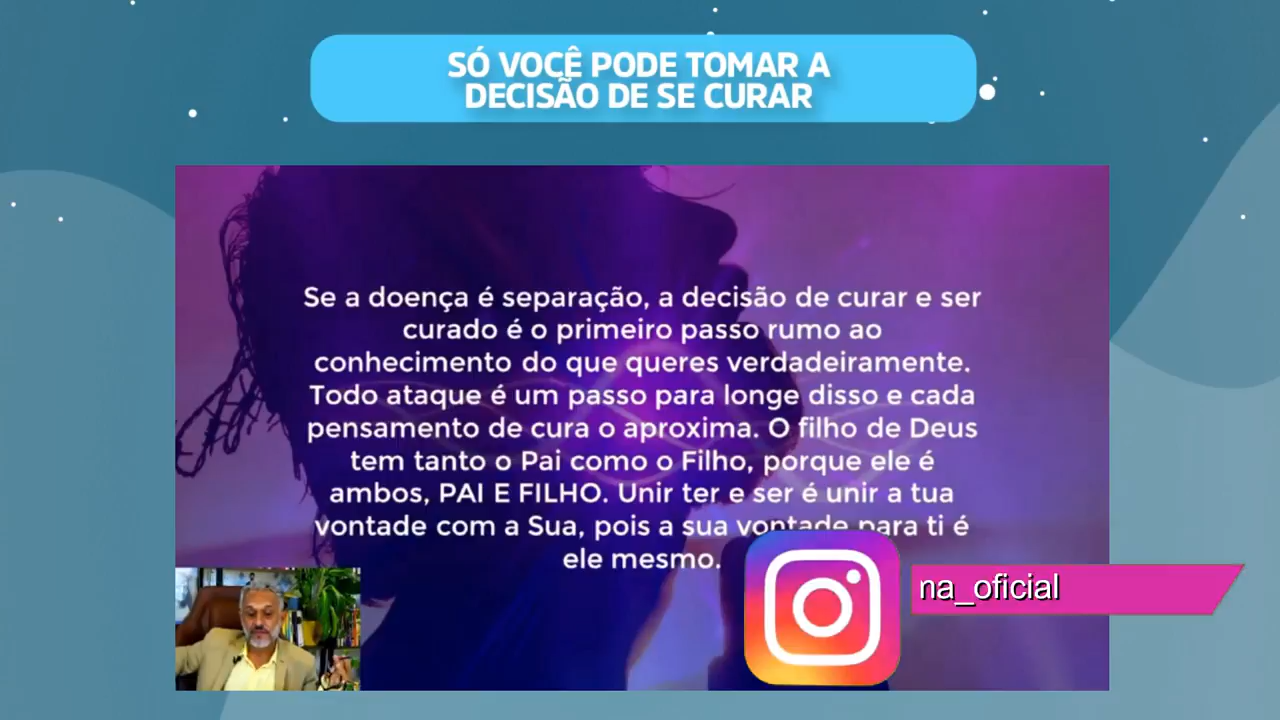 SÓ VOCÊ PODE TOMAR A
DECISÃO DE SE CURAR
Se a doença é separação, a decisão de curar e ser
curado é o primeiro passo rumo ao
conhecimento do que queres verdadeiramente.
Todo ataque é um passo para longe disso e cada
pensamento de cura o aproxima. O filho de Deus
tem tanto o Pai como o Filho, porque ele é
ambos, PAI E FILHO. Unir ter e ser é unir a tua
vontade com a Sua, pois a sua vontade para ti é
ele mesmo.
na_oficial